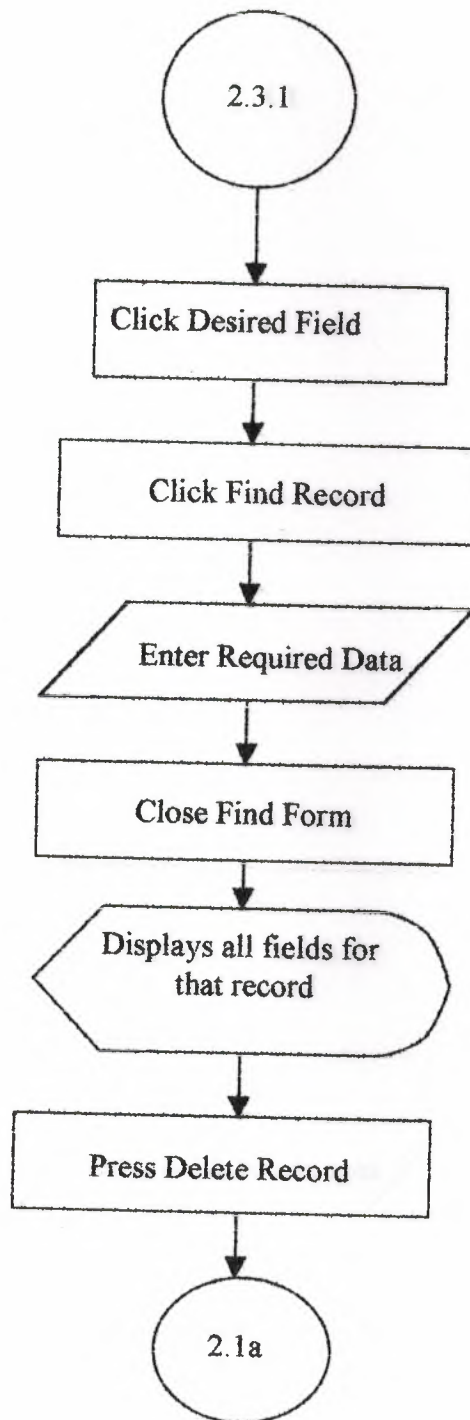 2.3.1
Click Desired Field
Click Find Record
Enter Required Data
Close Find Form
Displays all fields for
that record
Press Delete Record
2.1a